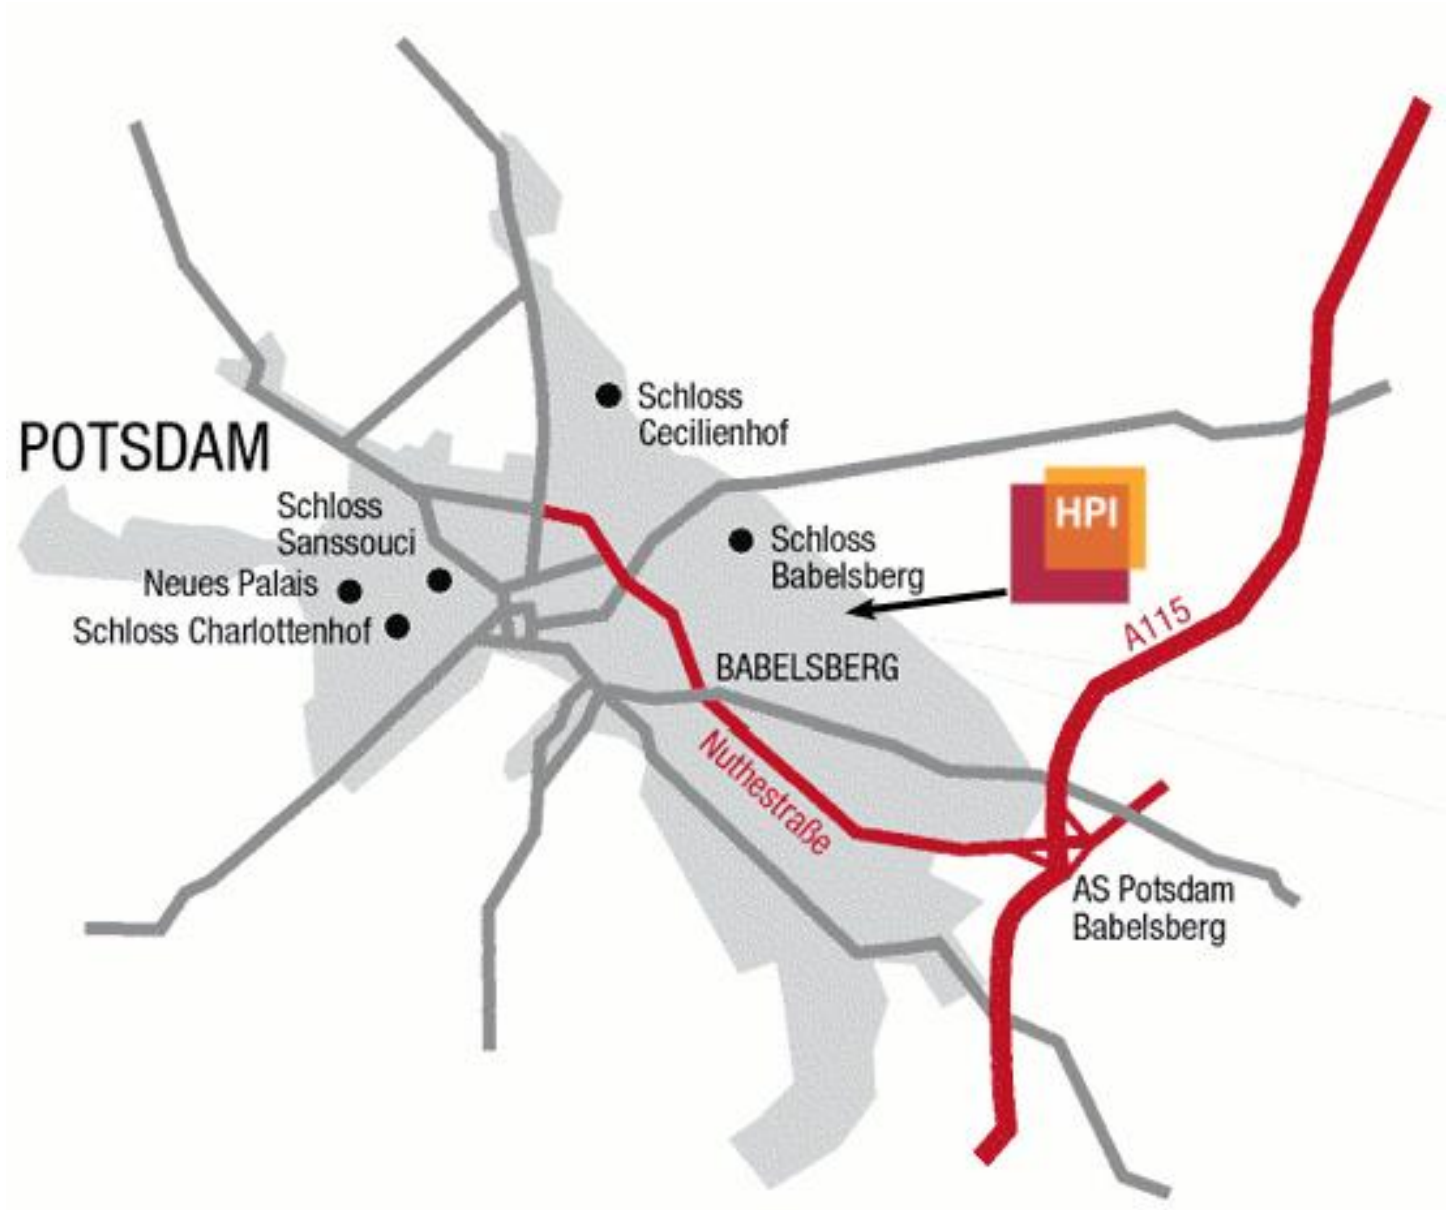 POTSDAM
Schloss
Cecilienhof
Schloss
Sanssouci
Neues Palais
Schloss Charlottenhof
Schloss
Babelsberg
HPI
A115
BABELSBERG
Nuthestraße
AS Potsdam
Babelsberg